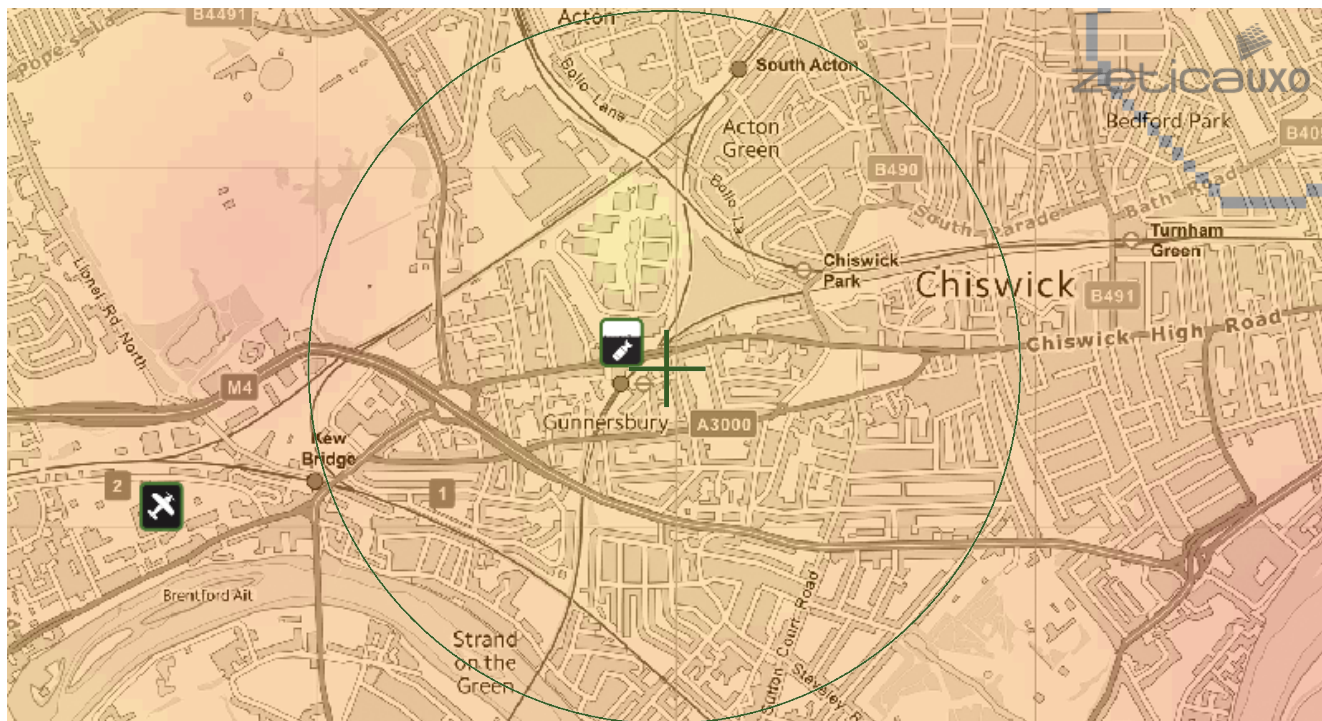 B4491
Acton
Pope's La
South Acton
zeticauxo
Bollo Lane
Acton
Green
Bedford Park
B490
Bollo La.
South Parade
Bath Road
Turnham
Green
Chiswick
Park
Chiswick
B491
Lionel Rd North
Chiswick High Road
M4
Gunnersbury
A3000
Kew
Bridge
2
1
Brentford Ait
Strand
on the
Green
Sutton Court Road
Staveley R